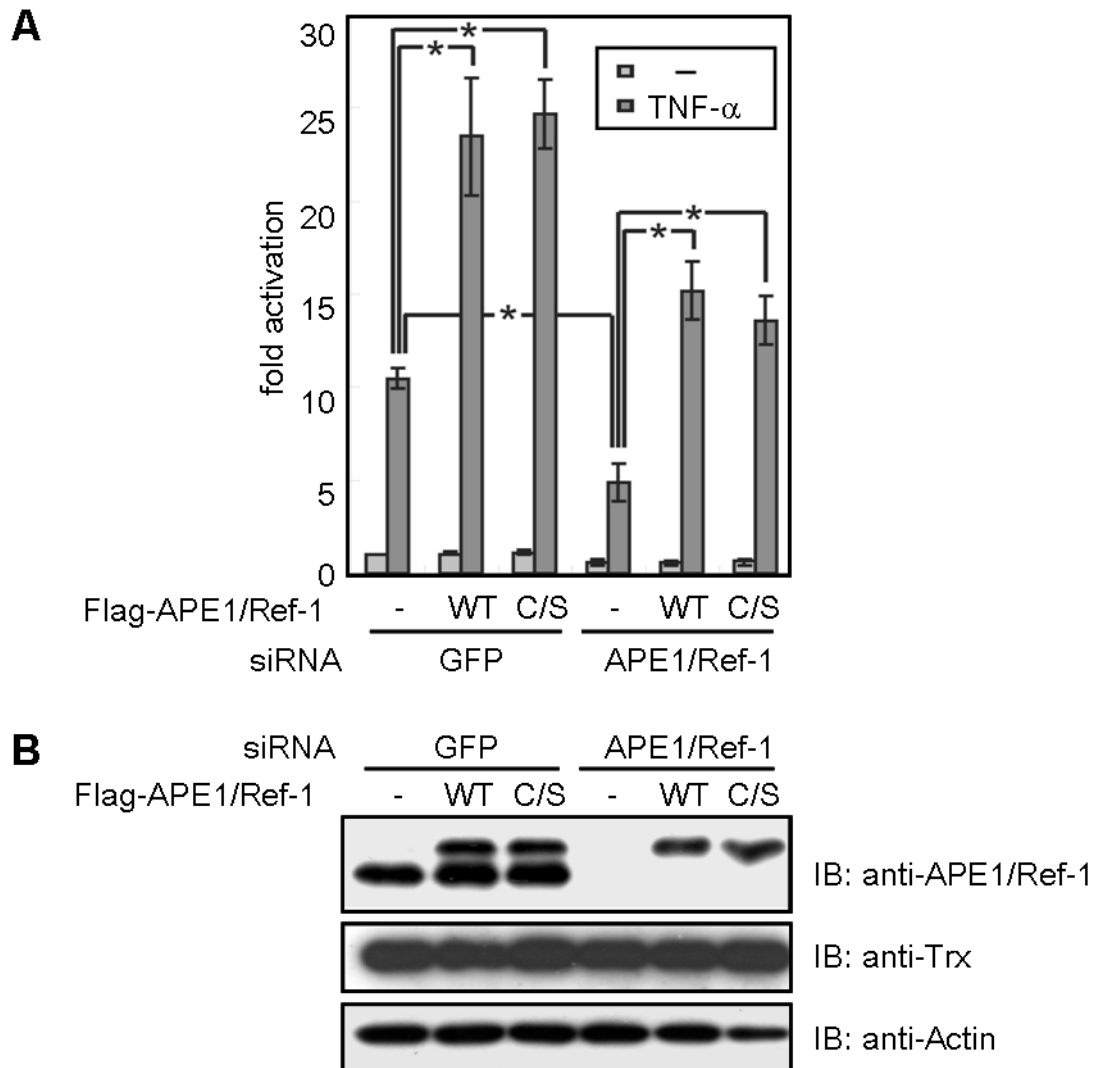 A
30
25
20
15
10
5
0
fold activation
–
TNF-α
*
*
*
*
*
Flag-APE1/Ref-1 - WT C/S - WT C/S
siRNA GFP APE1/Ref-1
B
siRNA GFP APE1/Ref-1
Flag-APE1/Ref-1 - WT C/S - WT C/S
IB: anti-APE1/Ref-1
IB: anti-Trx
IB: anti-Actin